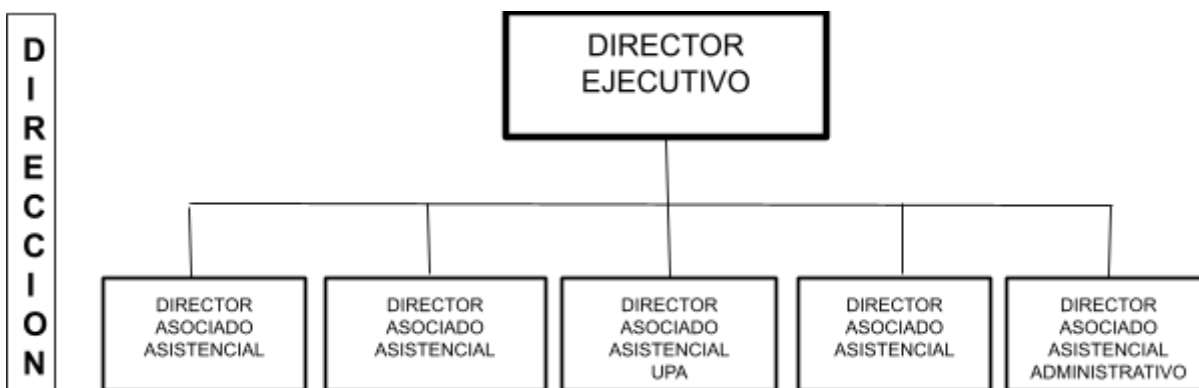 DIRECCION
DIRECTOR
EJECUTIVO
DIRECTOR
ASOCIADO
ASISTENCIAL
DIRECTOR
ASOCIADO
ASISTENCIAL
DIRECTOR
ASOCIADO
ASISTENCIAL
UPA
DIRECTOR
ASOCIADO
ASISTENCIAL
DIRECTOR
ASOCIADO
ASISTENCIAL
ADMINISTRATIVO